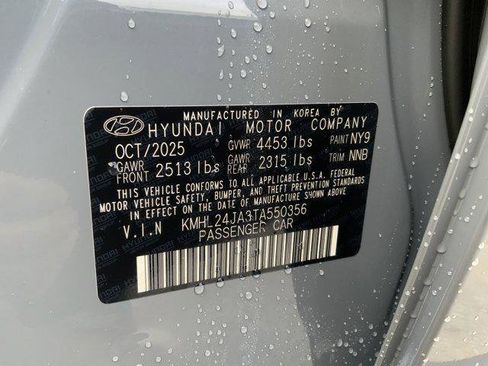 MANUFACTURED IN KOREA BY
HYUNDAI MOTOR COMPANY
OCT/2025 GVWR 4453 lbs PAINT NY9
GAWR FRONT 2513 lbs GAWR REAR 2315 lbs TRIM NNB
THIS VEHICLE CONFORMS TO ALL APPLICABLE U.S.A FEDERAL
MOTOR VEHICLE SAFETY, BUMPER, AND THEFT PREVENTION STANDARDS
IN EFFECT ON THE DATE OF MANUFACTURE SHOWN ABOVE.
V.I.N KMHL24JA3TA550356
PASSENGER CAR